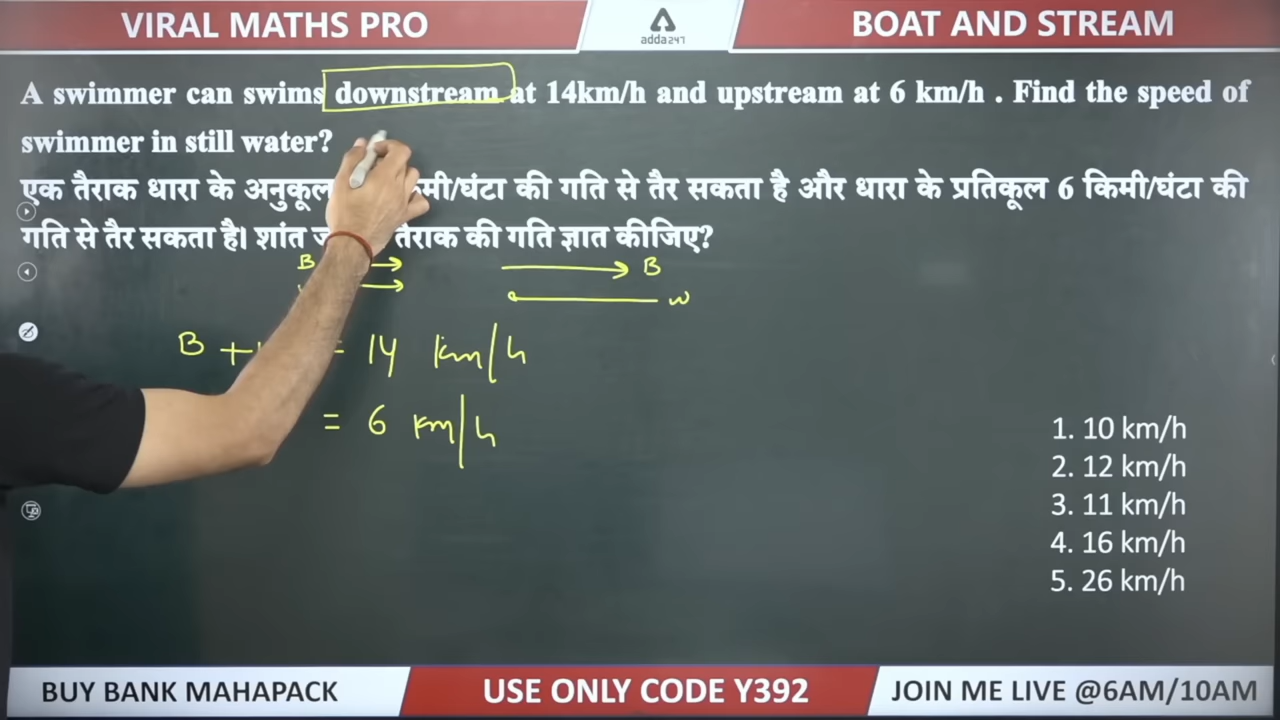 VIRAL MATHS PRO
adda247
BOAT AND STREAM
A swimmer can swims downstream at 14km/h and upstream at 6 km/h . Find the speed of
swimmer in still water?
एक तैराक धारा के अनुकूल किमी/घंटा की गति से तैर सकता है और धारा के प्रतिकूल 6 किमी/घंटा की
गति से तैर सकता है। शांत तैराक की गति ज्ञात कीजिए?
B
B
w
B + = 14 km/h
= 6 km/h
1. 10 km/h
2. 12 km/h
3. 11 km/h
4. 16 km/h
5. 26 km/h
BUY BANK MAHAPACK
USE ONLY CODE Y392
JOIN ME LIVE @6AM/10AM